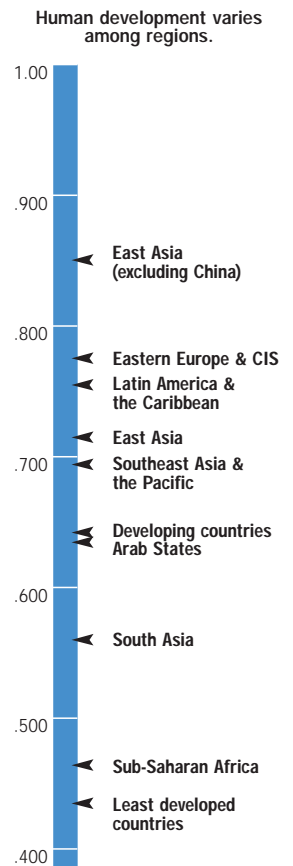 Human development varies
among regions.
1.00
.900
East Asia
(excluding China)
.800
Eastern Europe & CIS
Latin America &
the Caribbean
East Asia
.700
Southeast Asia &
the Pacific
Developing countries
Arab States
.600
South Asia
.500
Sub-Saharan Africa
Least developed
countries
.400